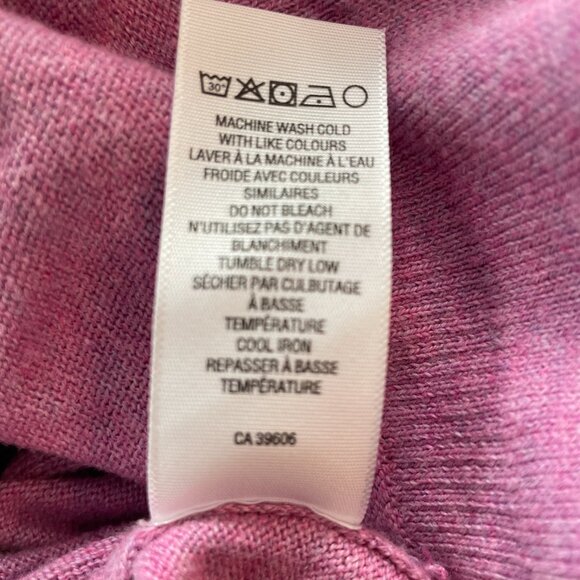 30°
MACHINE WASH COLD
WITH LIKE COLOURS
LAVER À LA MACHINE À L'EAU
FROIDE AVEC COULEURS
SIMILAIRES
DO NOT BLEACH
N'UTILISEZ PAS D'AGENT DE
BLANCHIMENT
TUMBLE DRY LOW
SÉCHER PAR CULBUTAGE
À BASSE
TEMPÉRATURE
COOL IRON
REPASSER À BASSE
TEMPÉRATURE
CA 39606